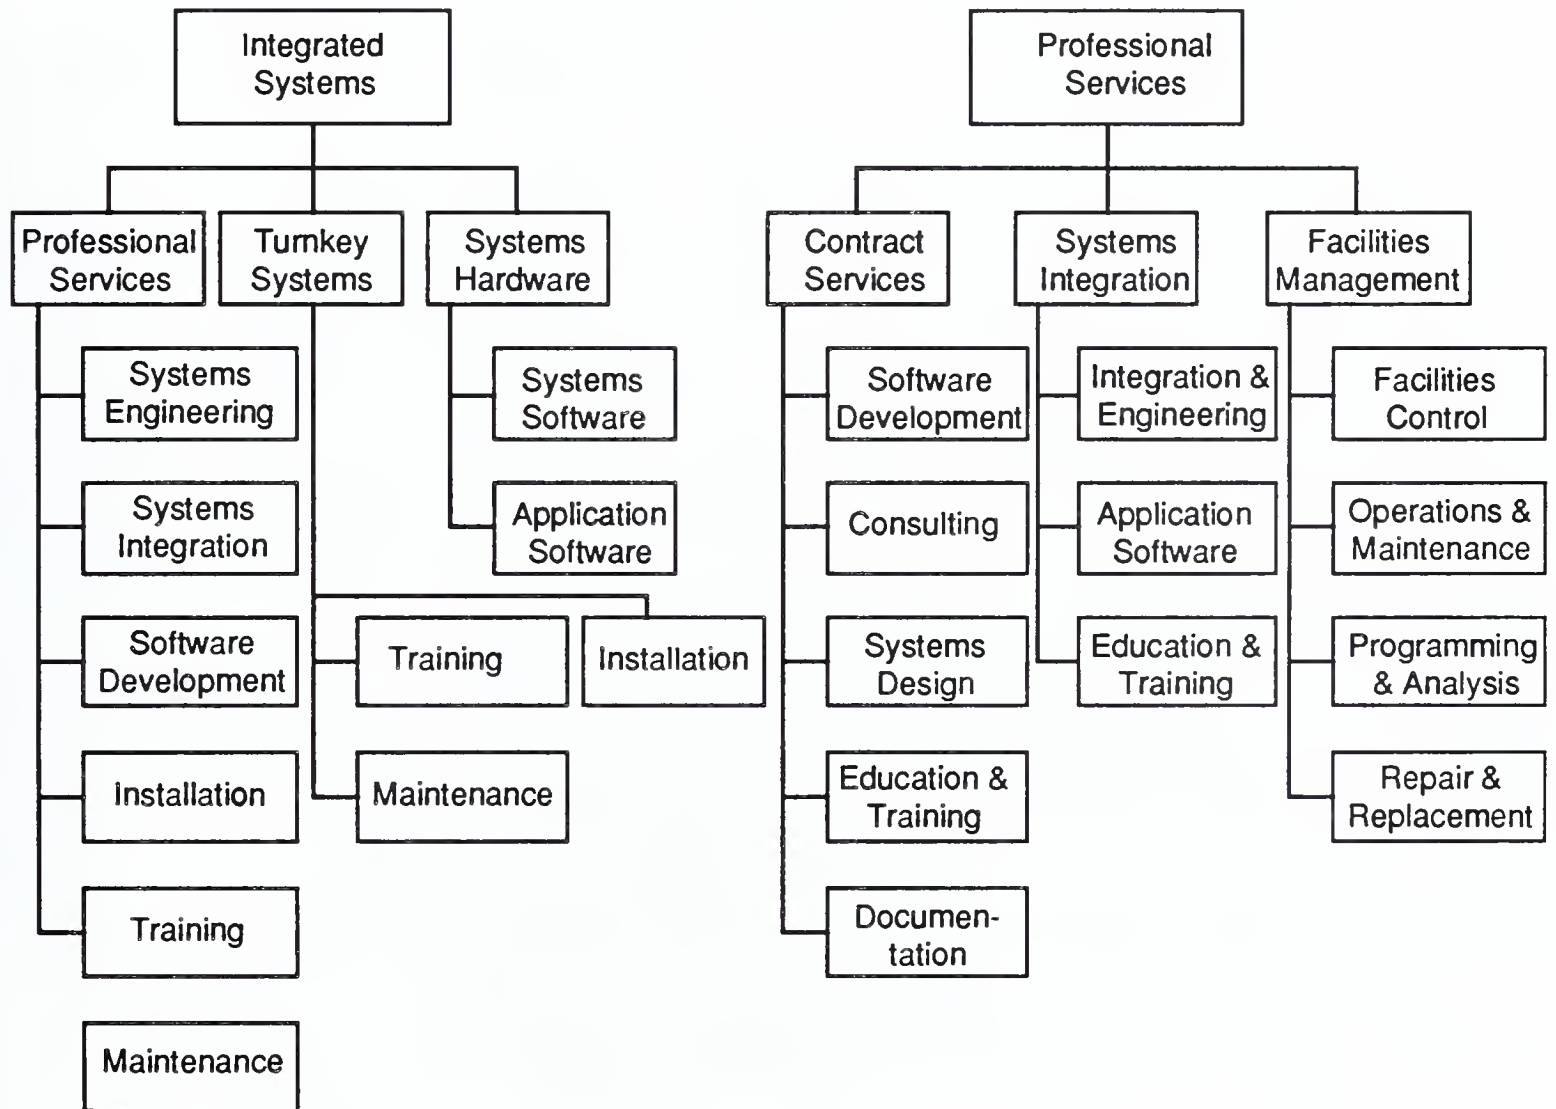 Integrated
Systems
Professional
Services
Turnkey
Systems
Systems
Hardware
Systems
Engineering
Systems
Integration
Software
Development
Installation
Training
Maintenance
Training
Maintenance
Installation
Systems
Software
Application
Software
Professional
Services
Contract
Services
Systems
Integration
Facilities
Management
Software
Development
Consulting
Systems
Design
Education &
Training
Documen-
tation
Integration &
Engineering
Application
Software
Education &
Training
Facilities
Control
Operations &
Maintenance
Programming
& Analysis
Repair &
Replacement